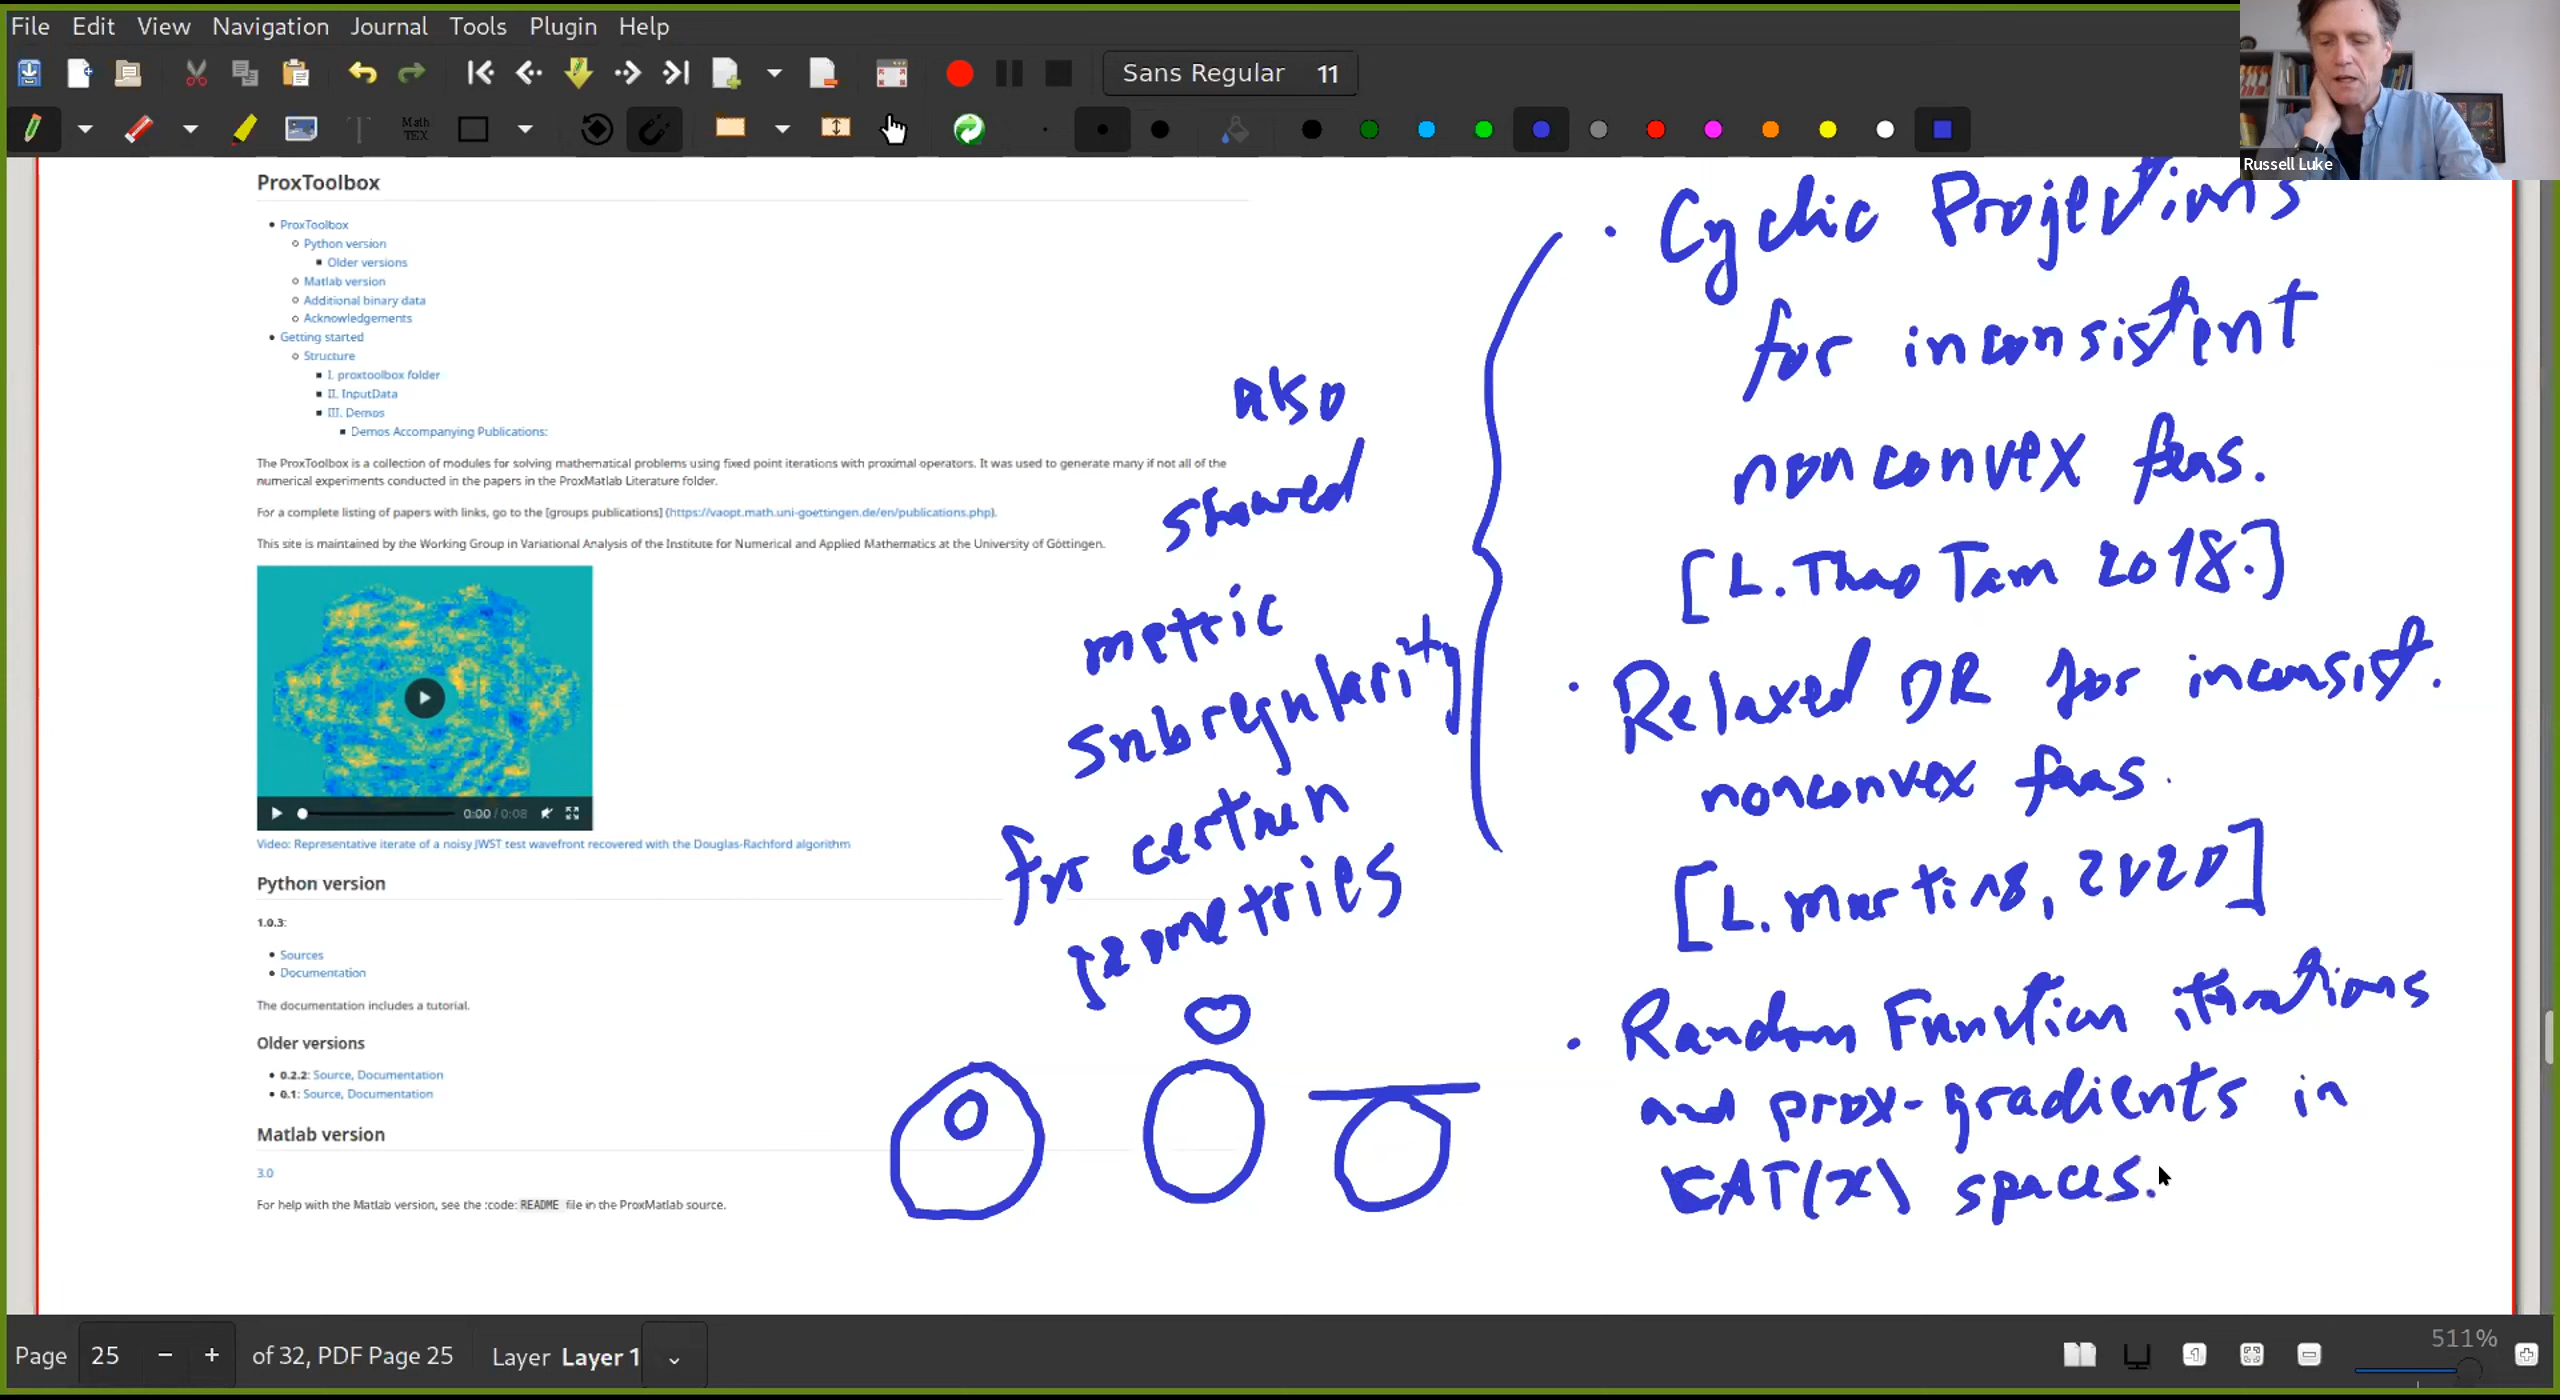 File Edit View Navigation Journal Tools Plugin Help
Sans Regular 11
Math
TEX
Russell Luke
ProxToolbox
ProxToolbox
Python version
Older versions
Matlab version
Additional binary data
Acknowledgements
Getting started
Structure
I. proxtoolbox folder
II. InputData
III. Demos
Demos Accompanying Publications:
The ProxToolbox is a collection of modules for solving mathematical problems using fixed point iterations with proximal operators. It was used to generate many if not all of the
numerical experiments conducted in the papers in the ProxMatlab Literature folder.
For a complete listing of papers with links, go to the [groups publications] (https://vaopt.math.uni-goettingen.de/en/publications.php).
This site is maintained by the Working Group in Variational Analysis of the Institute for Numerical and Applied Mathematics at the University of Göttingen.
0:00 / 0:08
Video: Representative iterate of a noisy JWST test wavefront recovered with the Douglas-Rachford algorithm
Python version
1.0.3:
Sources
Documentation
The documentation includes a tutorial.
Older versions
0.2.2: Source, Documentation
0.1: Source, Documentation
Matlab version
3.0
For help with the Matlab version, see the :code: README file in the ProxMatlab source.
also
showed
metric
subregularity
for certain
geometries
· Cyclic Projections
for inconsistent
nonconvex feas.
[L. Thao Tam 2018.]
· Relaxed DR for inconsist.
nonconvex feas.
[L. Martins, 2020]
· Random Function iterations
and prox-gradients in
CAT(x) spaces.
Page 25 − + of 32, PDF Page 25 Layer Layer 1
511%